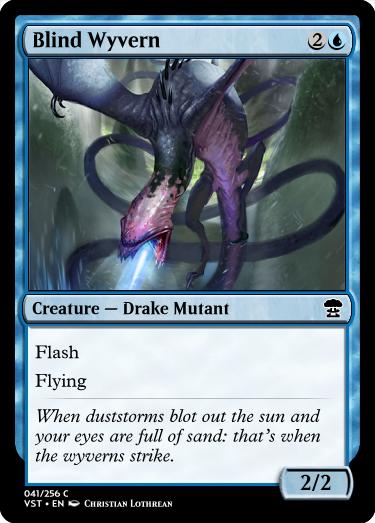 Blind Wyvern 2
Creature — Drake Mutant
Flash
Flying
When duststorms blot out the sun and
your eyes are full of sand: that's when
the wyverns strike.
2/2
041/256 C
VST • EN Christian Lothrean